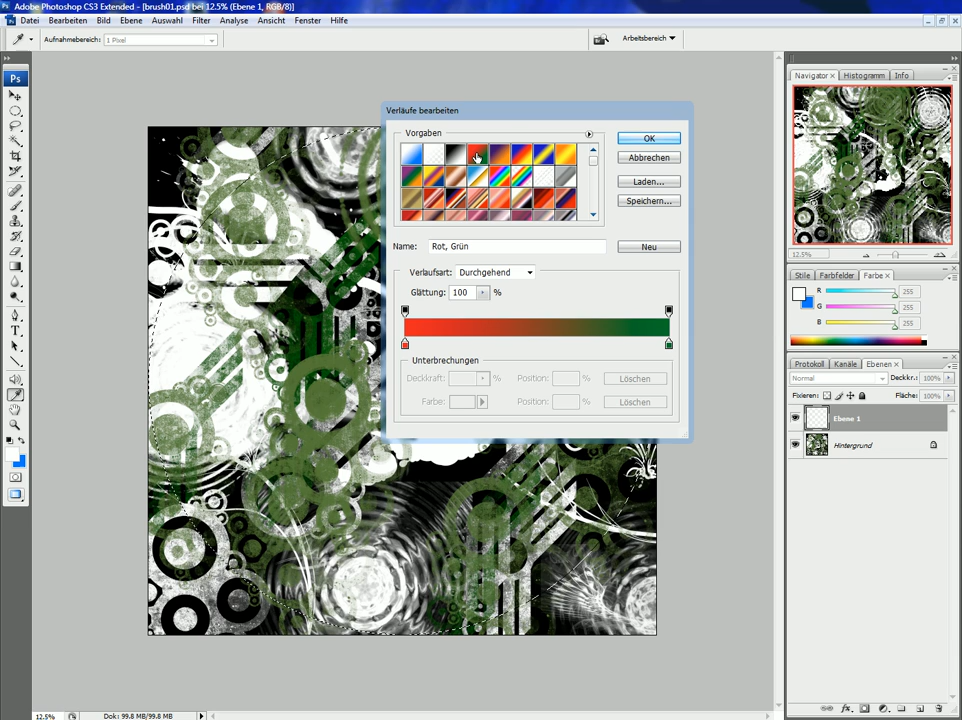 Adobe Photoshop CS3 Extended - [brush01.psd bei 12.5% (Ebene 1, RGB/8)]
Datei Bearbeiten Bild Ebene Auswahl Filter Analyse Ansicht Fenster Hilfe
Aufnahmebereich: 1 Pixel Arbeitsbereich
Ps
Navigator Histogramm Info
12.5%
Stile Farbfelder Farbe
R 255
G 255
B 255
Protokoll Kanäle Ebenen
Normal Deckkr.: 100%
Fixieren: Fläche: 100%
Ebene 1
Hintergrund
Verläufe bearbeiten
Vorgaben
OK
Abbrechen
Laden...
Speichern...
Name: Rot, Grün Neu
Verlaufsart: Durchgehend
Glättung: 100 %
Unterbrechungen
Deckkraft: % Position: % Löschen
Farbe: Position: % Löschen
12.5% Dok: 99.8 MB/99.8 MB
fx